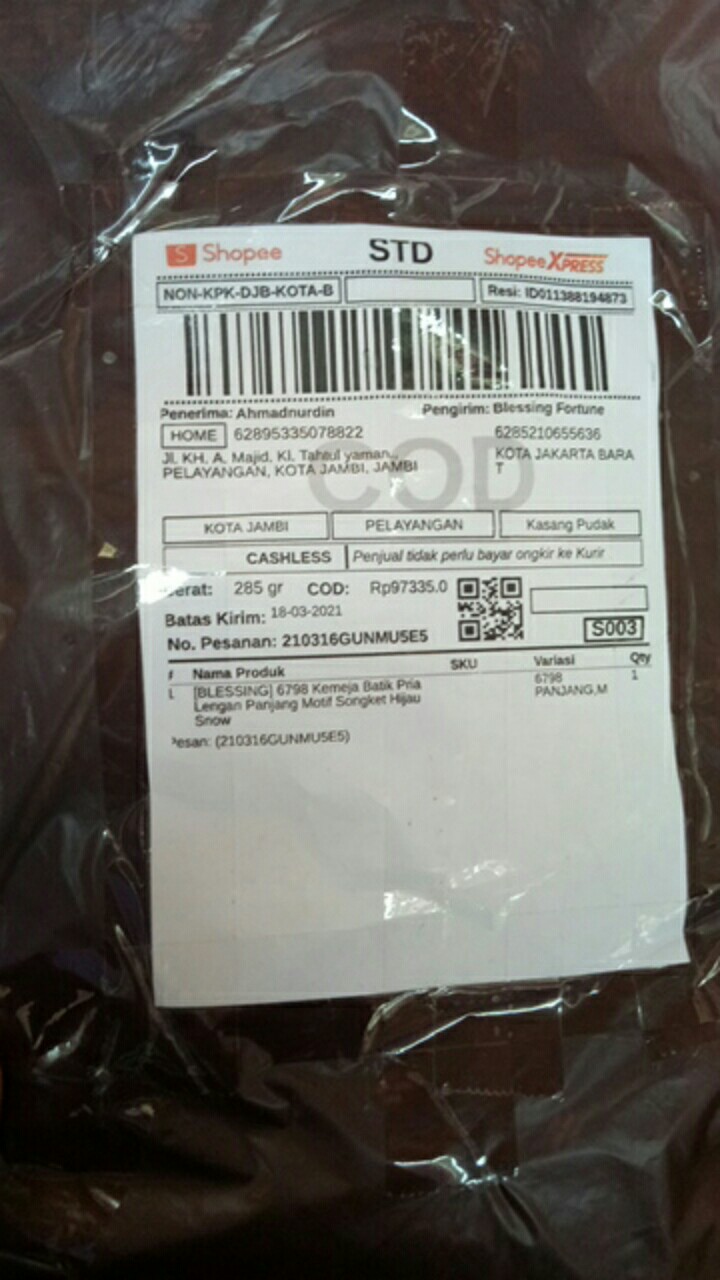 Shopee STD Shopee XPRESS
NON-KPK-DJB-KOTA-B Resi: ID011388194873
Penerima: Ahmadnurdin Pengirim: Blessing Fortune
HOME 62895335078822 6285210655636
Jl. KH. A. Majid. Kl. Tahtul yaman., KOTA JAKARTA BARA
PELAYANGAN, KOTA JAMBI, JAMBI T
COD
KOTA JAMBI PELAYANGAN Kasang Pudak
CASHLESS Penjual tidak perlu bayar ongkir ke Kurir
erat: 285 gr COD: Rp97335.0
Batas Kirim: 18-03-2021
S003
No. Pesanan: 210316GUNMU5E5
# Nama Produk SKU Variasi Qty
[BLESSING] 6798 Kemeja Batik Pria 6798 1
Lengan Panjang Motif Songket Hijau PANJANG,M
Snow
Pesan: (210316GUNMU5E5)